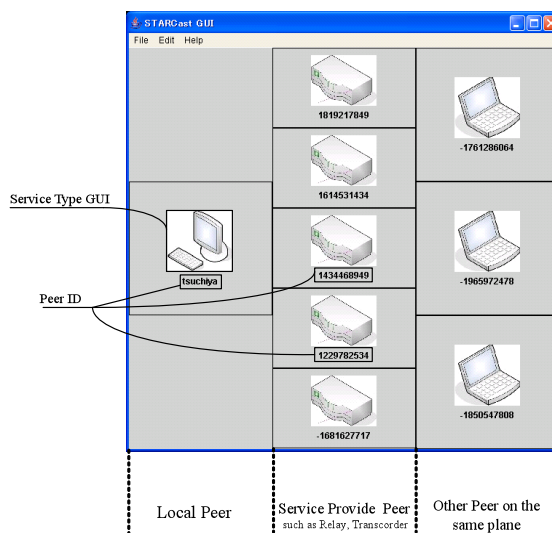 STARCast GUI
File Edit Help
1819217849
-1761286064
1614531434
Service Type GUI
tsuchiya
1434468949
-1965972478
Peer ID
1229782534
-1850547808
-1681627717
Local Peer
Service Provide Peer
such as Relay, Transcorder
Other Peer on the
same plane